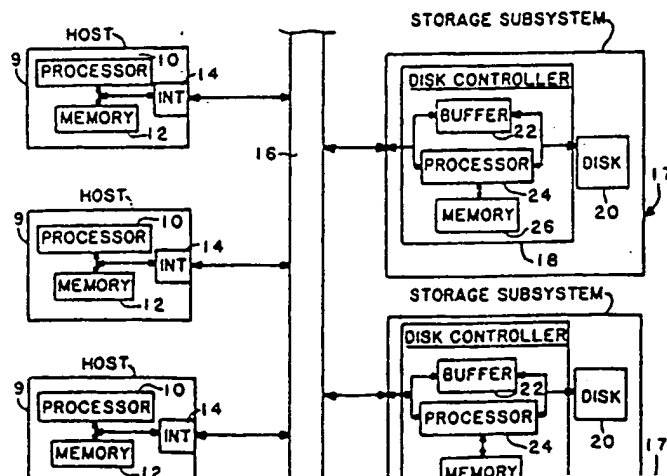 HOST
9
10
14
PROCESSOR
INT
MEMORY
12
HOST
9
10
14
PROCESSOR
INT
MEMORY
12
HOST
9
10
14
PROCESSOR
INT
MEMORY
12
16
STORAGE SUBSYSTEM
DISK CONTROLLER
BUFFER
22
PROCESSOR
24
MEMORY
26
18
DISK
20
17
STORAGE SUBSYSTEM
DISK CONTROLLER
BUFFER
22
PROCESSOR
24
MEMORY
DISK
20
17